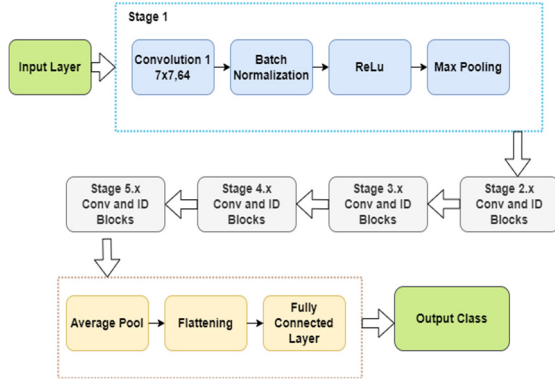 Stage 1
Input Layer
Convolution 1
7x7,64
Batch
Normalization
ReLu
Max Pooling
Stage 5.x
Conv and ID
Blocks
Stage 4.x
Conv and ID
Blocks
Stage 3.x
Conv and ID
Blocks
Stage 2.x
Conv and ID
Blocks
Average Pool
Flattening
Fully
Connected
Layer
Output Class